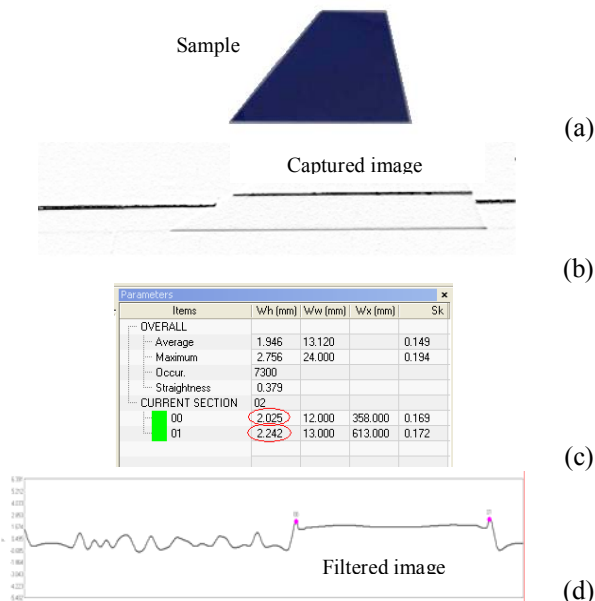 Sample
(a)
Captured image
(b)
Parameters
Items Wh (mm) Ww (mm) Wx (mm) Sk
OVERALL
Average 1.946 13.120 0.149
Maximum 2.756 24.000 0.194
Occur. 7300
Straightness 0.379
CURRENT SECTION 02
00 2.025 12.000 358.000 0.169
01 2.242 13.000 613.000 0.172
(c)
00
01
Filtered image
(d)